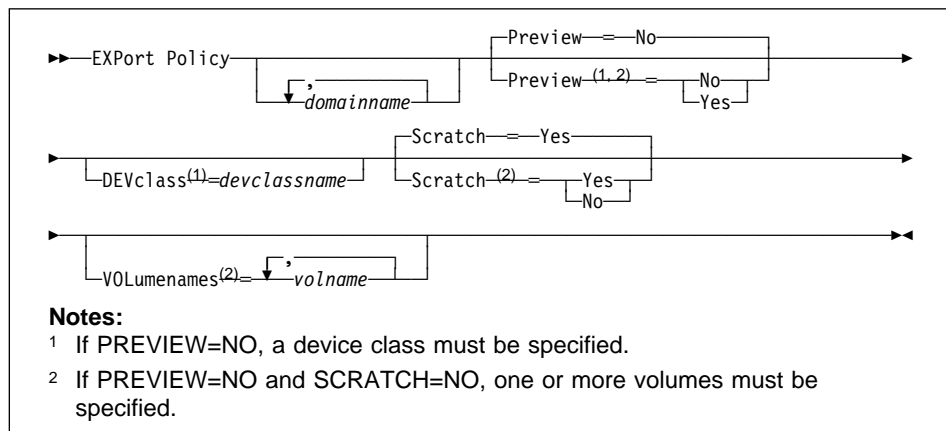 Preview = No
EXPort Policy
,
domainname
Preview (1, 2) = No
Yes
Scratch = Yes
DEVclass(1)=devclassname
Scratch (2) = Yes
No
VOLumenames(2)= , volname
Notes:
1 If PREVIEW=NO, a device class must be specified.
2 If PREVIEW=NO and SCRATCH=NO, one or more volumes must be
specified.